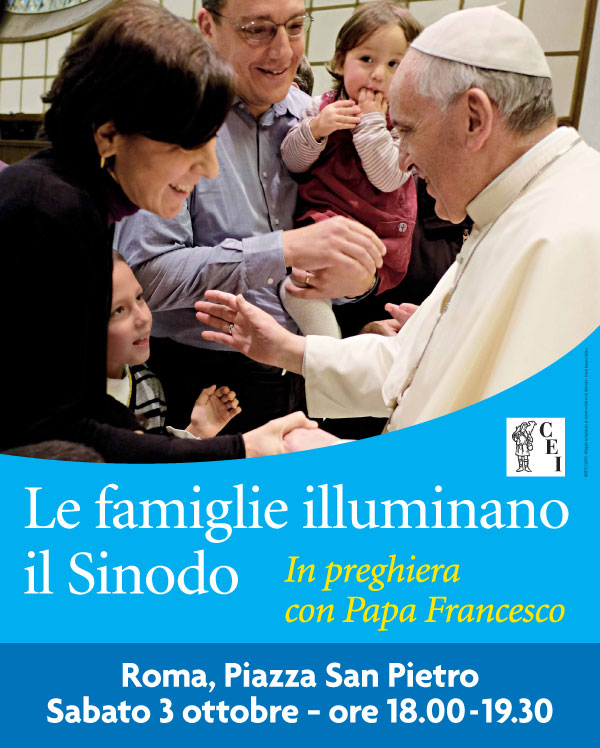 CEI
Le famiglie illuminano
il Sinodo
In preghiera
con Papa Francesco
Roma, Piazza San Pietro
Sabato 3 ottobre – ore 18.00-19.30